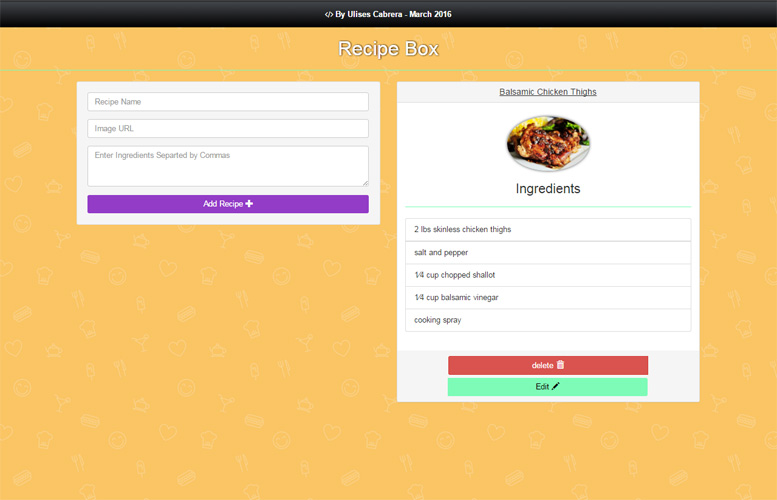 </> By Ulises Cabrera - March 2016
Recipe Box
Recipe Name
Image URL
Enter Ingredients Separted by Commas
Add Recipe
Balsamic Chicken Thighs
Ingredients
2 lbs skinless chicken thighs
salt and pepper
1/4 cup chopped shallot
1/4 cup balsamic vinegar
cooking spray
delete
Edit